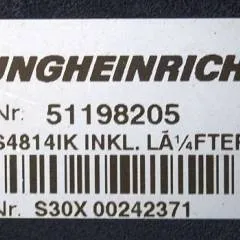 UNGHEINRICH
Nr. 51198205
S4814IK INKL. LÃ¼FTER
Nr. S30X 00242371